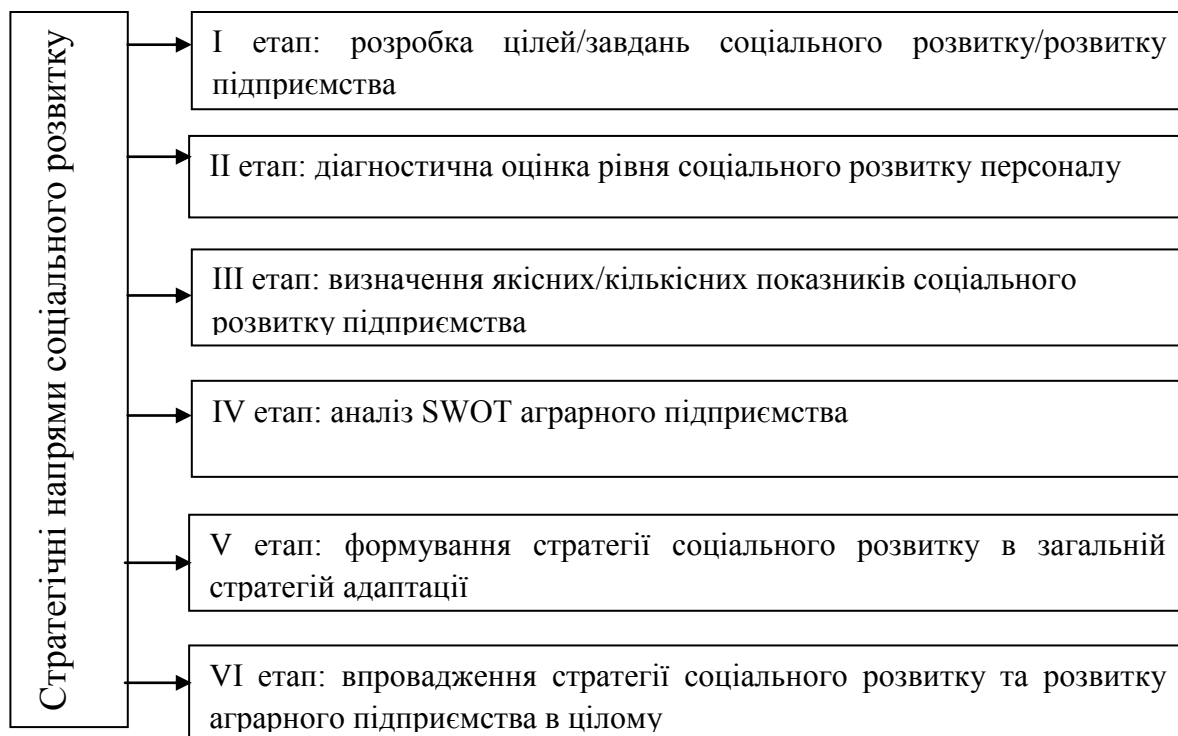 Стратегічні напрями соціального розвитку
I етап: розробка цілей/завдань соціального розвитку/розвитку
підприємства
II етап: діагностична оцінка рівня соціального розвитку персоналу
III етап: визначення якісних/кількісних показників соціального
розвитку підприємства
IV етап: аналіз SWOT аграрного підприємства
V етап: формування стратегії соціального розвитку в загальній
стратегій адаптації
VI етап: впровадження стратегії соціального розвитку та розвитку
аграрного підприємства в цілому